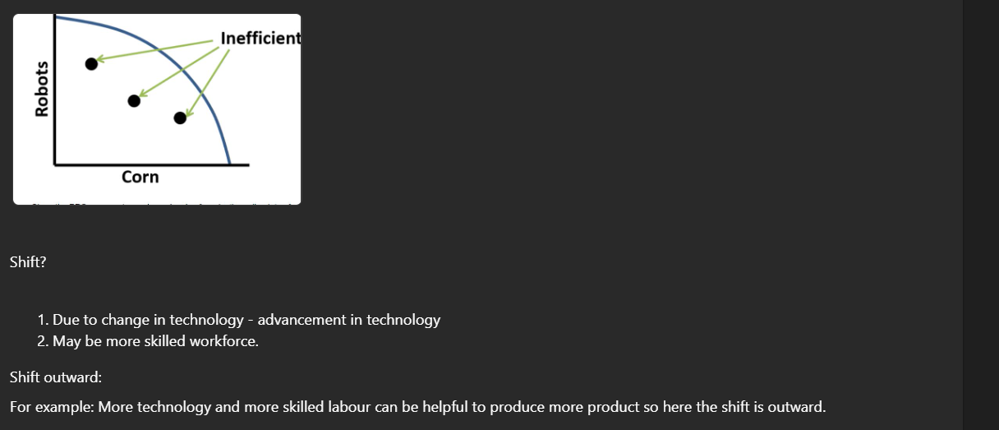 Inefficient
Robots
Corn
Shift?
1. Due to change in technology - advancement in technology
2. May be more skilled workforce.
Shift outward:
For example: More technology and more skilled labour can be helpful to produce more product so here the shift is outward.